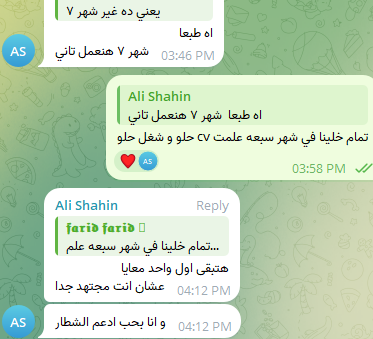 يعني ده غير شهر ٧
اه طبعا
شهر ٧ هنعمل تاني
AS
03:46 PM
Ali Shahin
اه طبعا شهر ٧ هنعمل تاني
تمام خلينا في شهر سبعه علمت cv حلو و شغل حلو
AS
03:58 PM
Ali Shahin Reply
𝖋𝖆𝖗𝖎𝖉 𝖋𝖆𝖗𝖎𝖉
تمام خلينا في شهر سبعه علم...
هتبقى اول واحد معايا
عشان انت مجتهد جدا
04:12 PM
AS
و انا بحب ادعم الشطار
04:12 PM